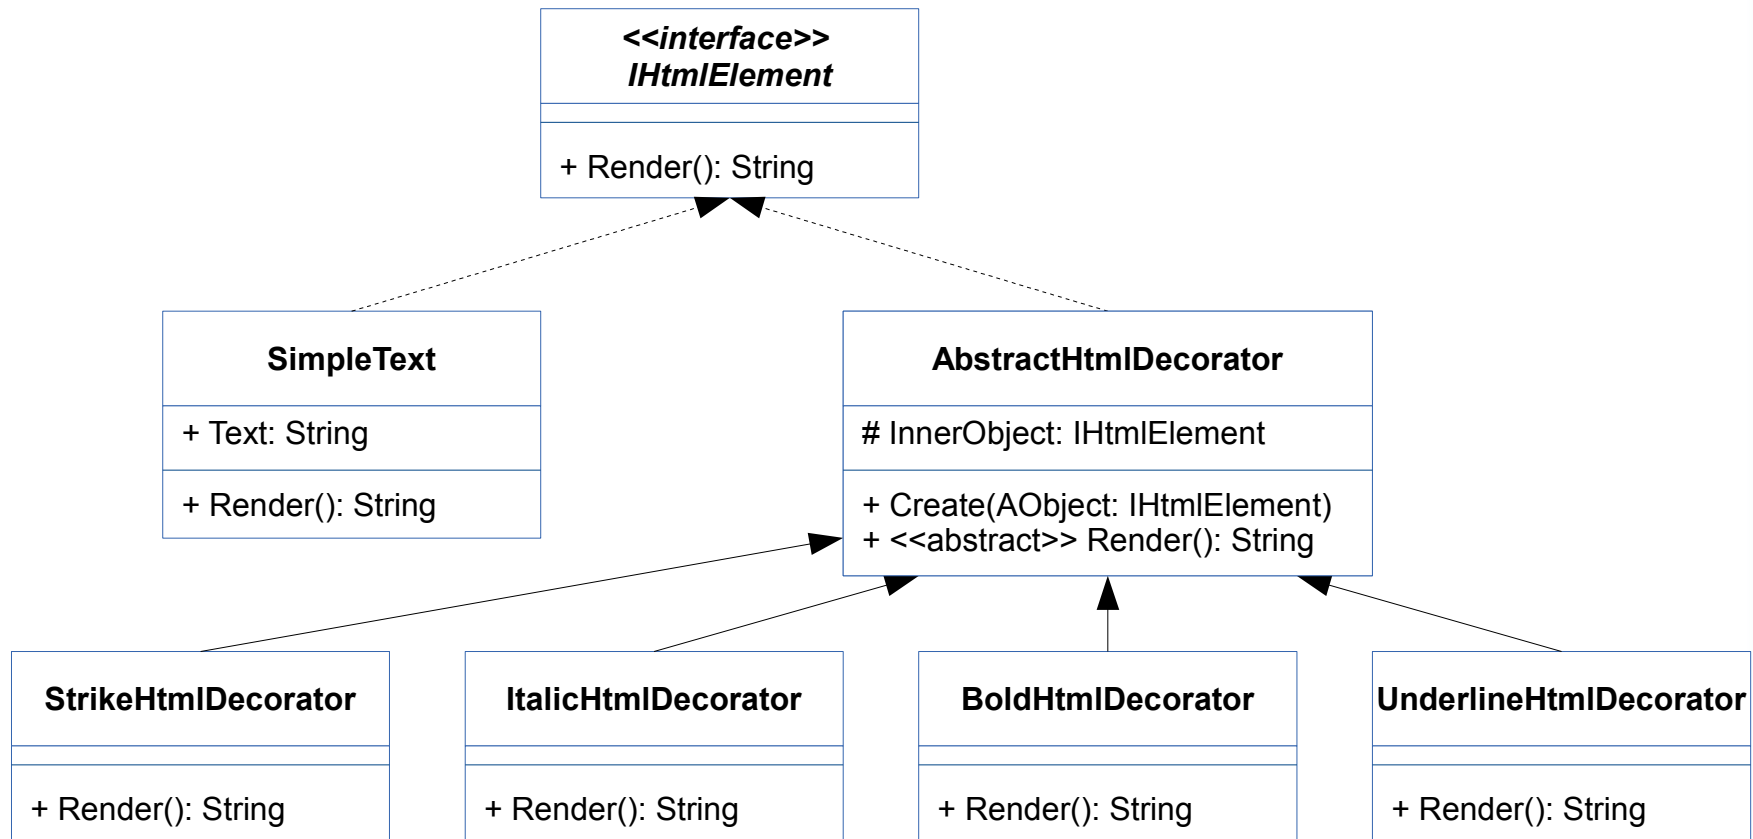 <<interface>>
IHtmlElement
+ Render(): String
SimpleText
+ Text: String
+ Render(): String
AbstractHtmlDecorator
# InnerObject: IHtmlElement
+ Create(AObject: IHtmlElement)
+ <<abstract>> Render(): String
StrikeHtmlDecorator
+ Render(): String
ItalicHtmlDecorator
+ Render(): String
BoldHtmlDecorator
+ Render(): String
UnderlineHtmlDecorator
+ Render(): String